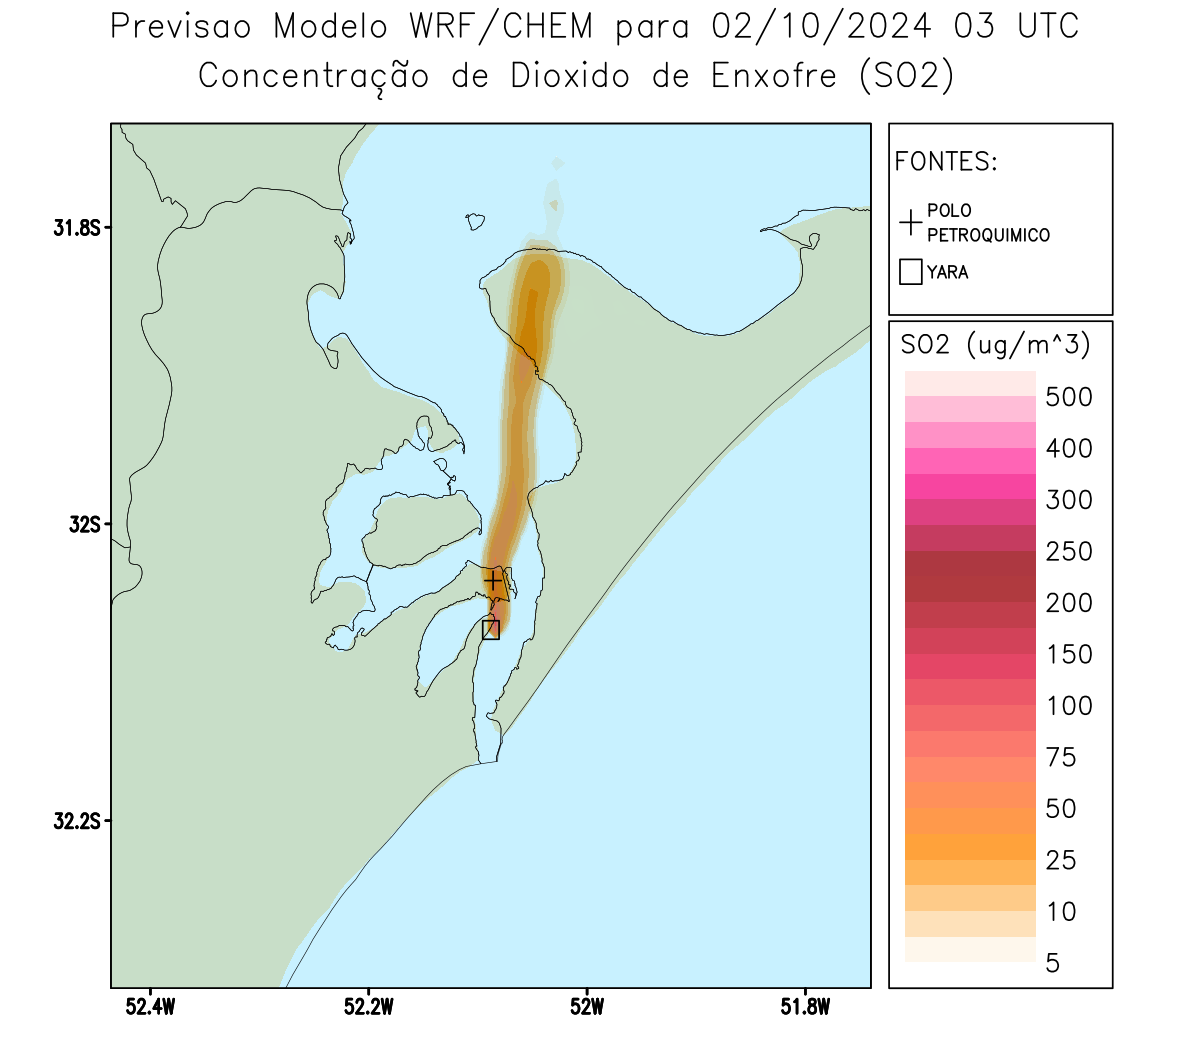 Previsao Modelo WRF/CHEM para 02/10/2024 03 UTC
Concentração de Dioxido de Enxofre (SO2)
FONTES:
POLO
PETROQUIMICO
YARA
SO2 (ug/m^3)
500
400
300
250
200
150
100
75
50
25
10
5
31.8S
32S
32.2S
52.4W
52.2W
52W
51.8W